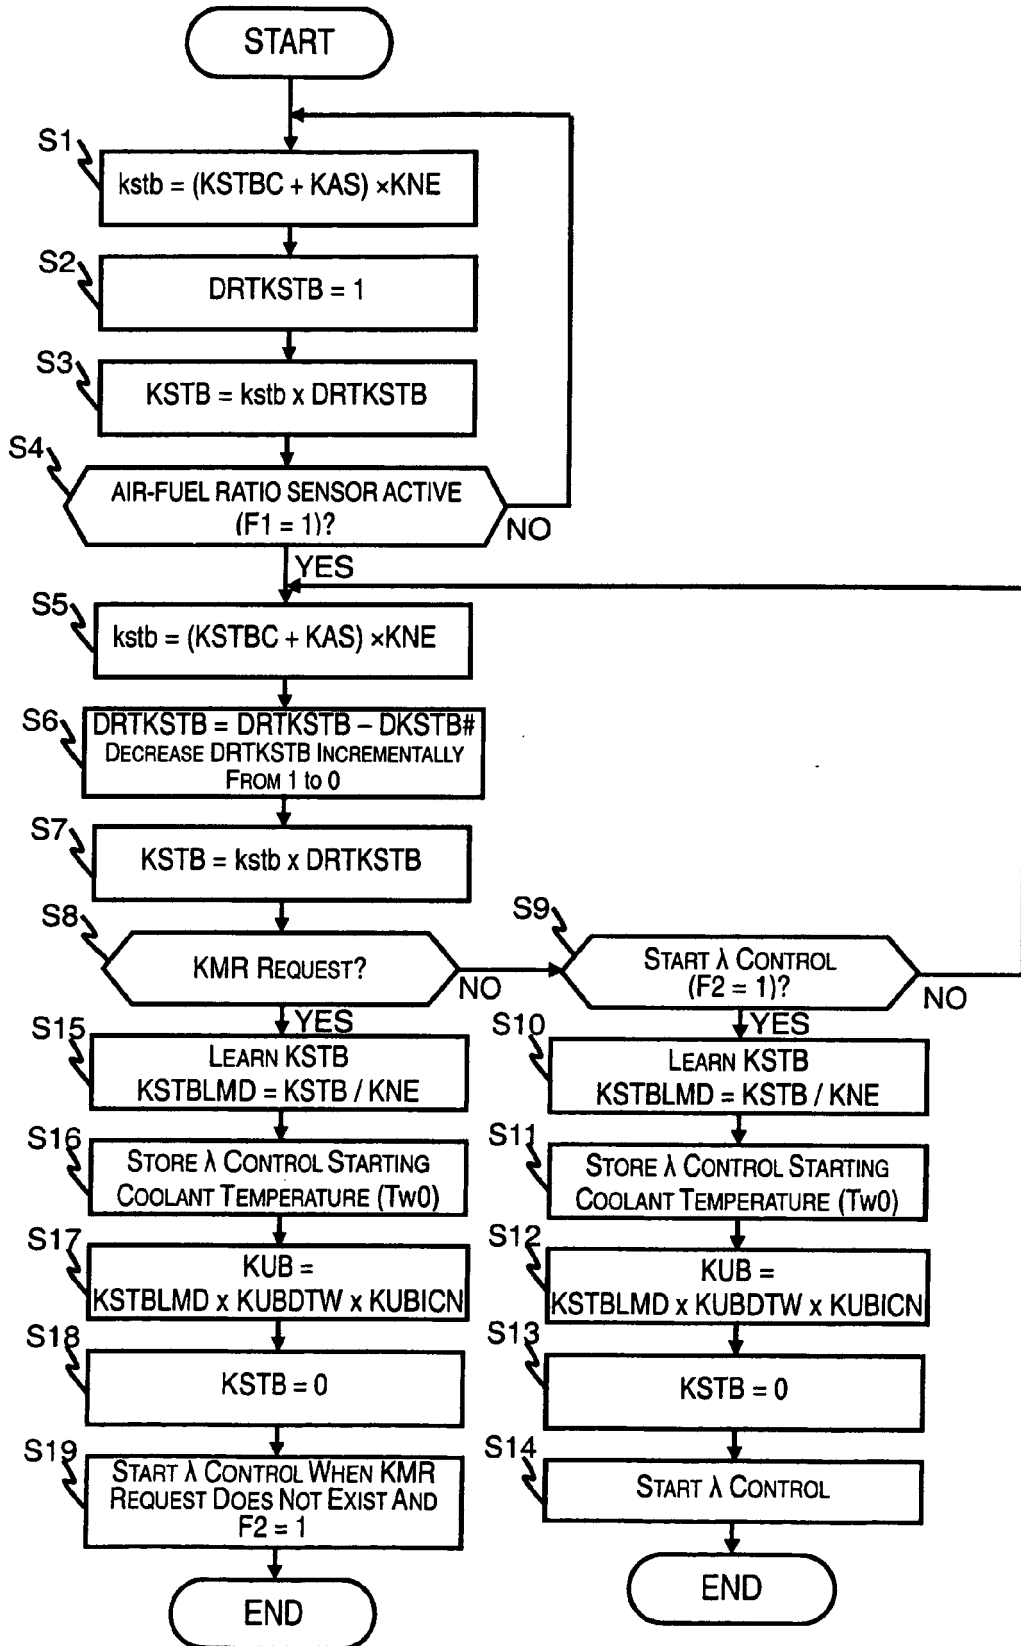 START
S1
kstb = (KSTBC + KAS) ×KNE
S2
DRTKSTB = 1
S3
KSTB = kstb x DRTKSTB
S4
AIR-FUEL RATIO SENSOR ACTIVE
(F1 = 1)?
NO
YES
S5
kstb = (KSTBC + KAS) ×KNE
S6
DRTKSTB = DRTKSTB – DKSTB#
DECREASE DRTKSTB INCREMENTALLY
FROM 1 to 0
S7
KSTB = kstb x DRTKSTB
S8
KMR REQUEST?
NO
YES
S9
START λ CONTROL
(F2 = 1)?
NO
YES
S15
LEARN KSTB
KSTBLMD = KSTB / KNE
S16
STORE λ CONTROL STARTING
COOLANT TEMPERATURE (TW0)
S17
KUB =
KSTBLMD x KUBDTW x KUBICN
S18
KSTB = 0
S19
START λ CONTROL WHEN KMR
REQUEST DOES NOT EXIST AND
F2 = 1
END
S10
LEARN KSTB
KSTBLMD = KSTB / KNE
S11
STORE λ CONTROL STARTING
COOLANT TEMPERATURE (TW0)
S12
KUB =
KSTBLMD x KUBDTW x KUBICN
S13
KSTB = 0
S14
START λ CONTROL
END